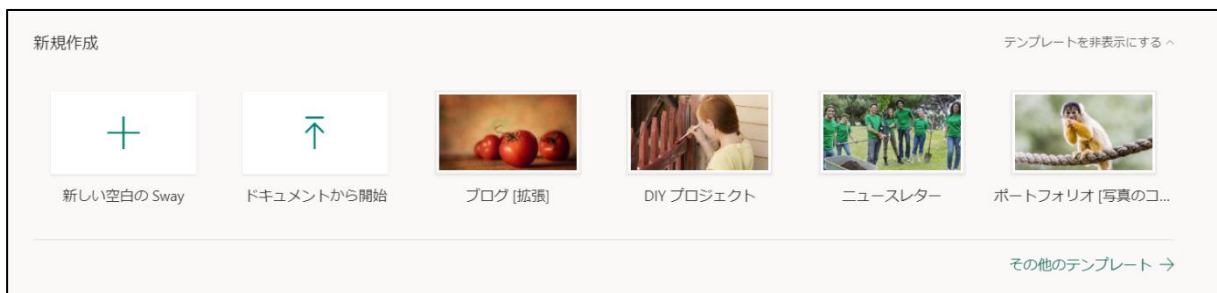 新規作成
テンプレートを非表示にする ^
新しい空白の Sway
ドキュメントから開始
ブログ [拡張]
DIY プロジェクト
ニュースレター
ポートフォリオ [写真のコ...
その他のテンプレート →